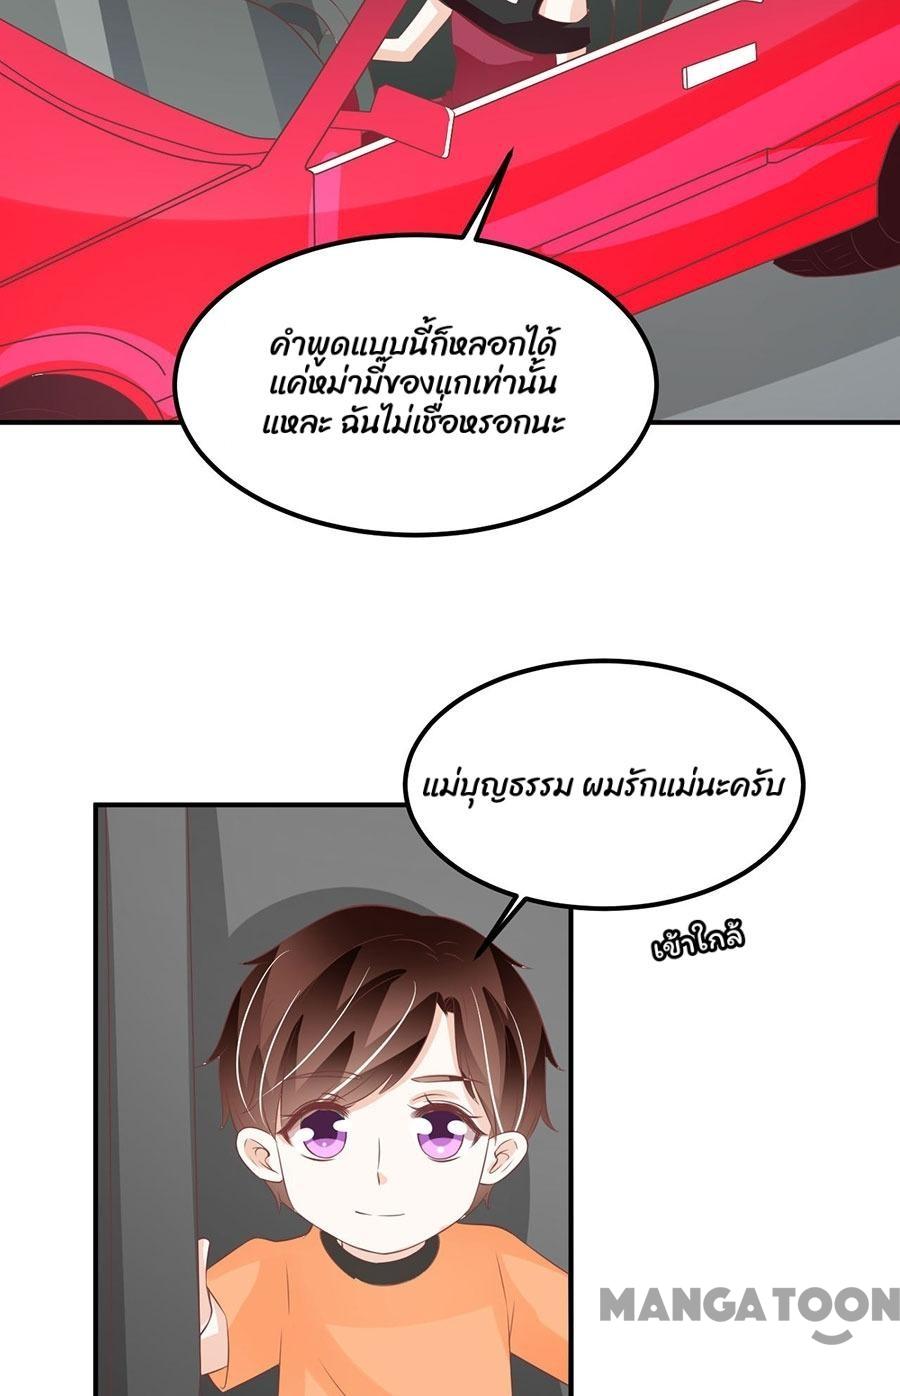 คำพูดแบบนี้ก็หลอกได้
แค่หม่ามี๊ของแกเท่านั้น
แหละ ฉันไม่เชื่อหรอกนะ
แม่บุญธรรม ผมรักแม่นะครับ
เข้าใกล้
MANGATOON